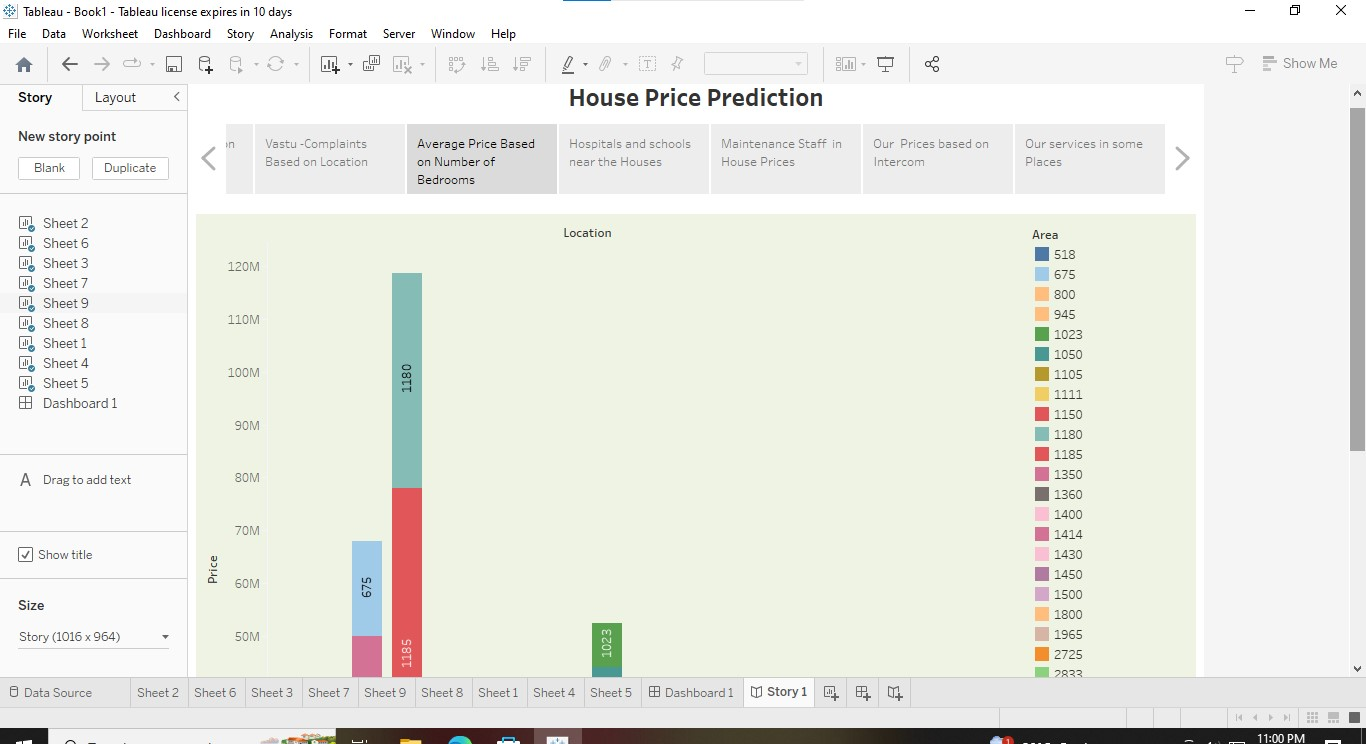 Tableau - Book1 - Tableau license expires in 10 days
File Data Worksheet Dashboard Story Analysis Format Server Window Help
Show Me
Story Layout
New story point
Blank Duplicate
Sheet 2
Sheet 6
Sheet 3
Sheet 7
Sheet 9
Sheet 8
Sheet 1
Sheet 4
Sheet 5
Dashboard 1
A Drag to add text
Show title
Size
Story (1016 x 964)
House Price Prediction
on
Vastu -Complaints
Based on Location
Average Price Based
on Number of
Bedrooms
Hospitals and schools
near the Houses
Maintenance Staff in
House Prices
Our Prices based on
Intercom
Our services in some
Places
Location
120M
110M
100M
90M
80M
70M
60M
50M
Price
675
1180
1185
1023
Area
518
675
800
945
1023
1050
1105
1111
1150
1180
1185
1350
1360
1400
1414
1430
1450
1500
1800
1965
2725
2833
Data Source Sheet 2 Sheet 6 Sheet 3 Sheet 7 Sheet 9 Sheet 8 Sheet 1 Sheet 4 Sheet 5 Dashboard 1 Story 1
11:00 PM